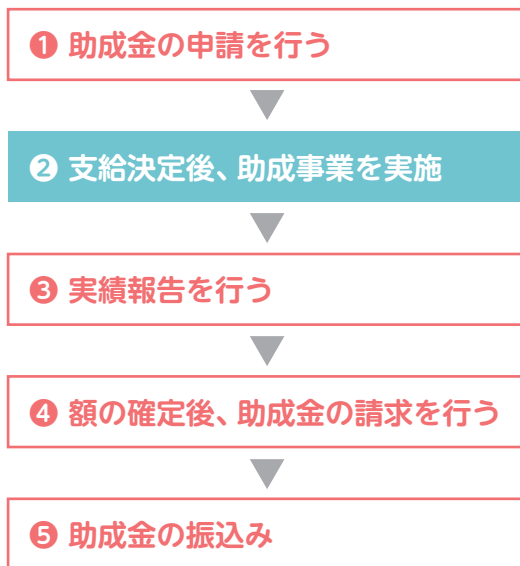 ❶ 助成金の申請を行う
❷ 支給決定後、助成事業を実施
❸ 実績報告を行う
❹ 額の確定後、助成金の請求を行う
❺ 助成金の振込み